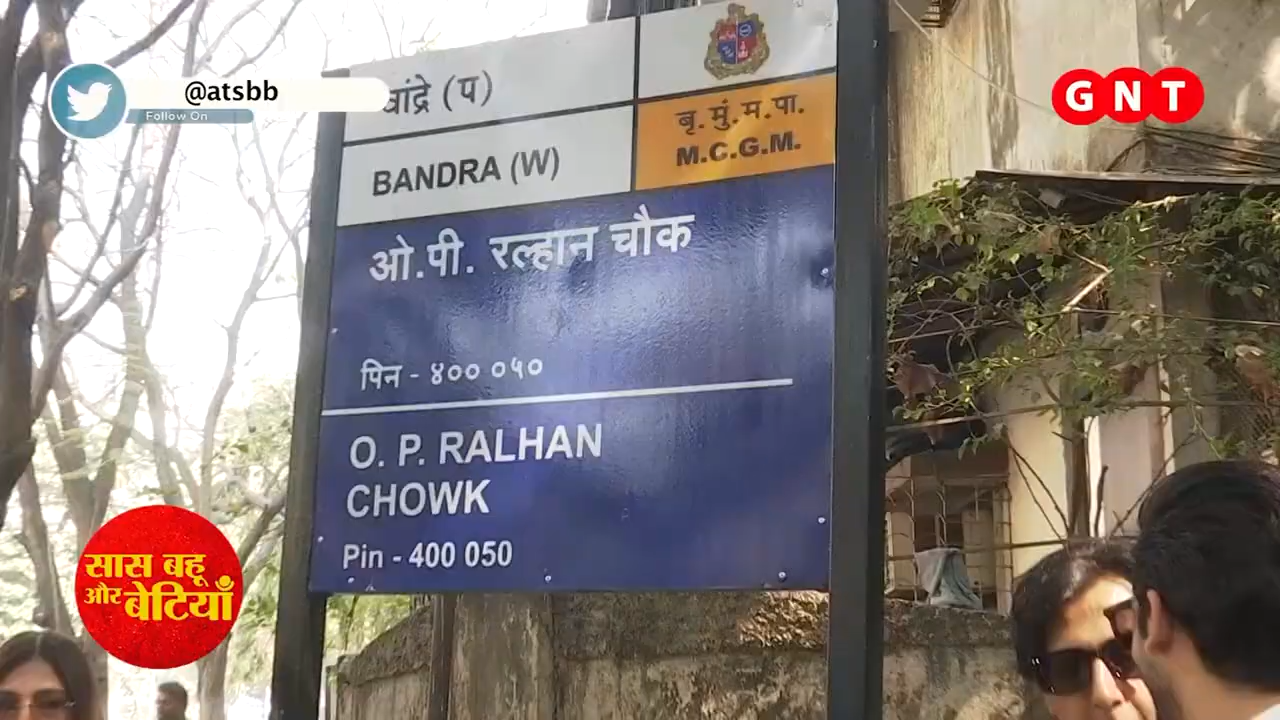 @atsbb
Follow On
GNT
वांद्रे (प)
BANDRA (W)
बृ.मुं.म.पा.
M.C.G.M.
ओ.पी. रल्हान चौक
पिन - ४०० ०५०
O. P. RALHAN
CHOWK
Pin - 400 050
सास बहू
और बेटियाँ